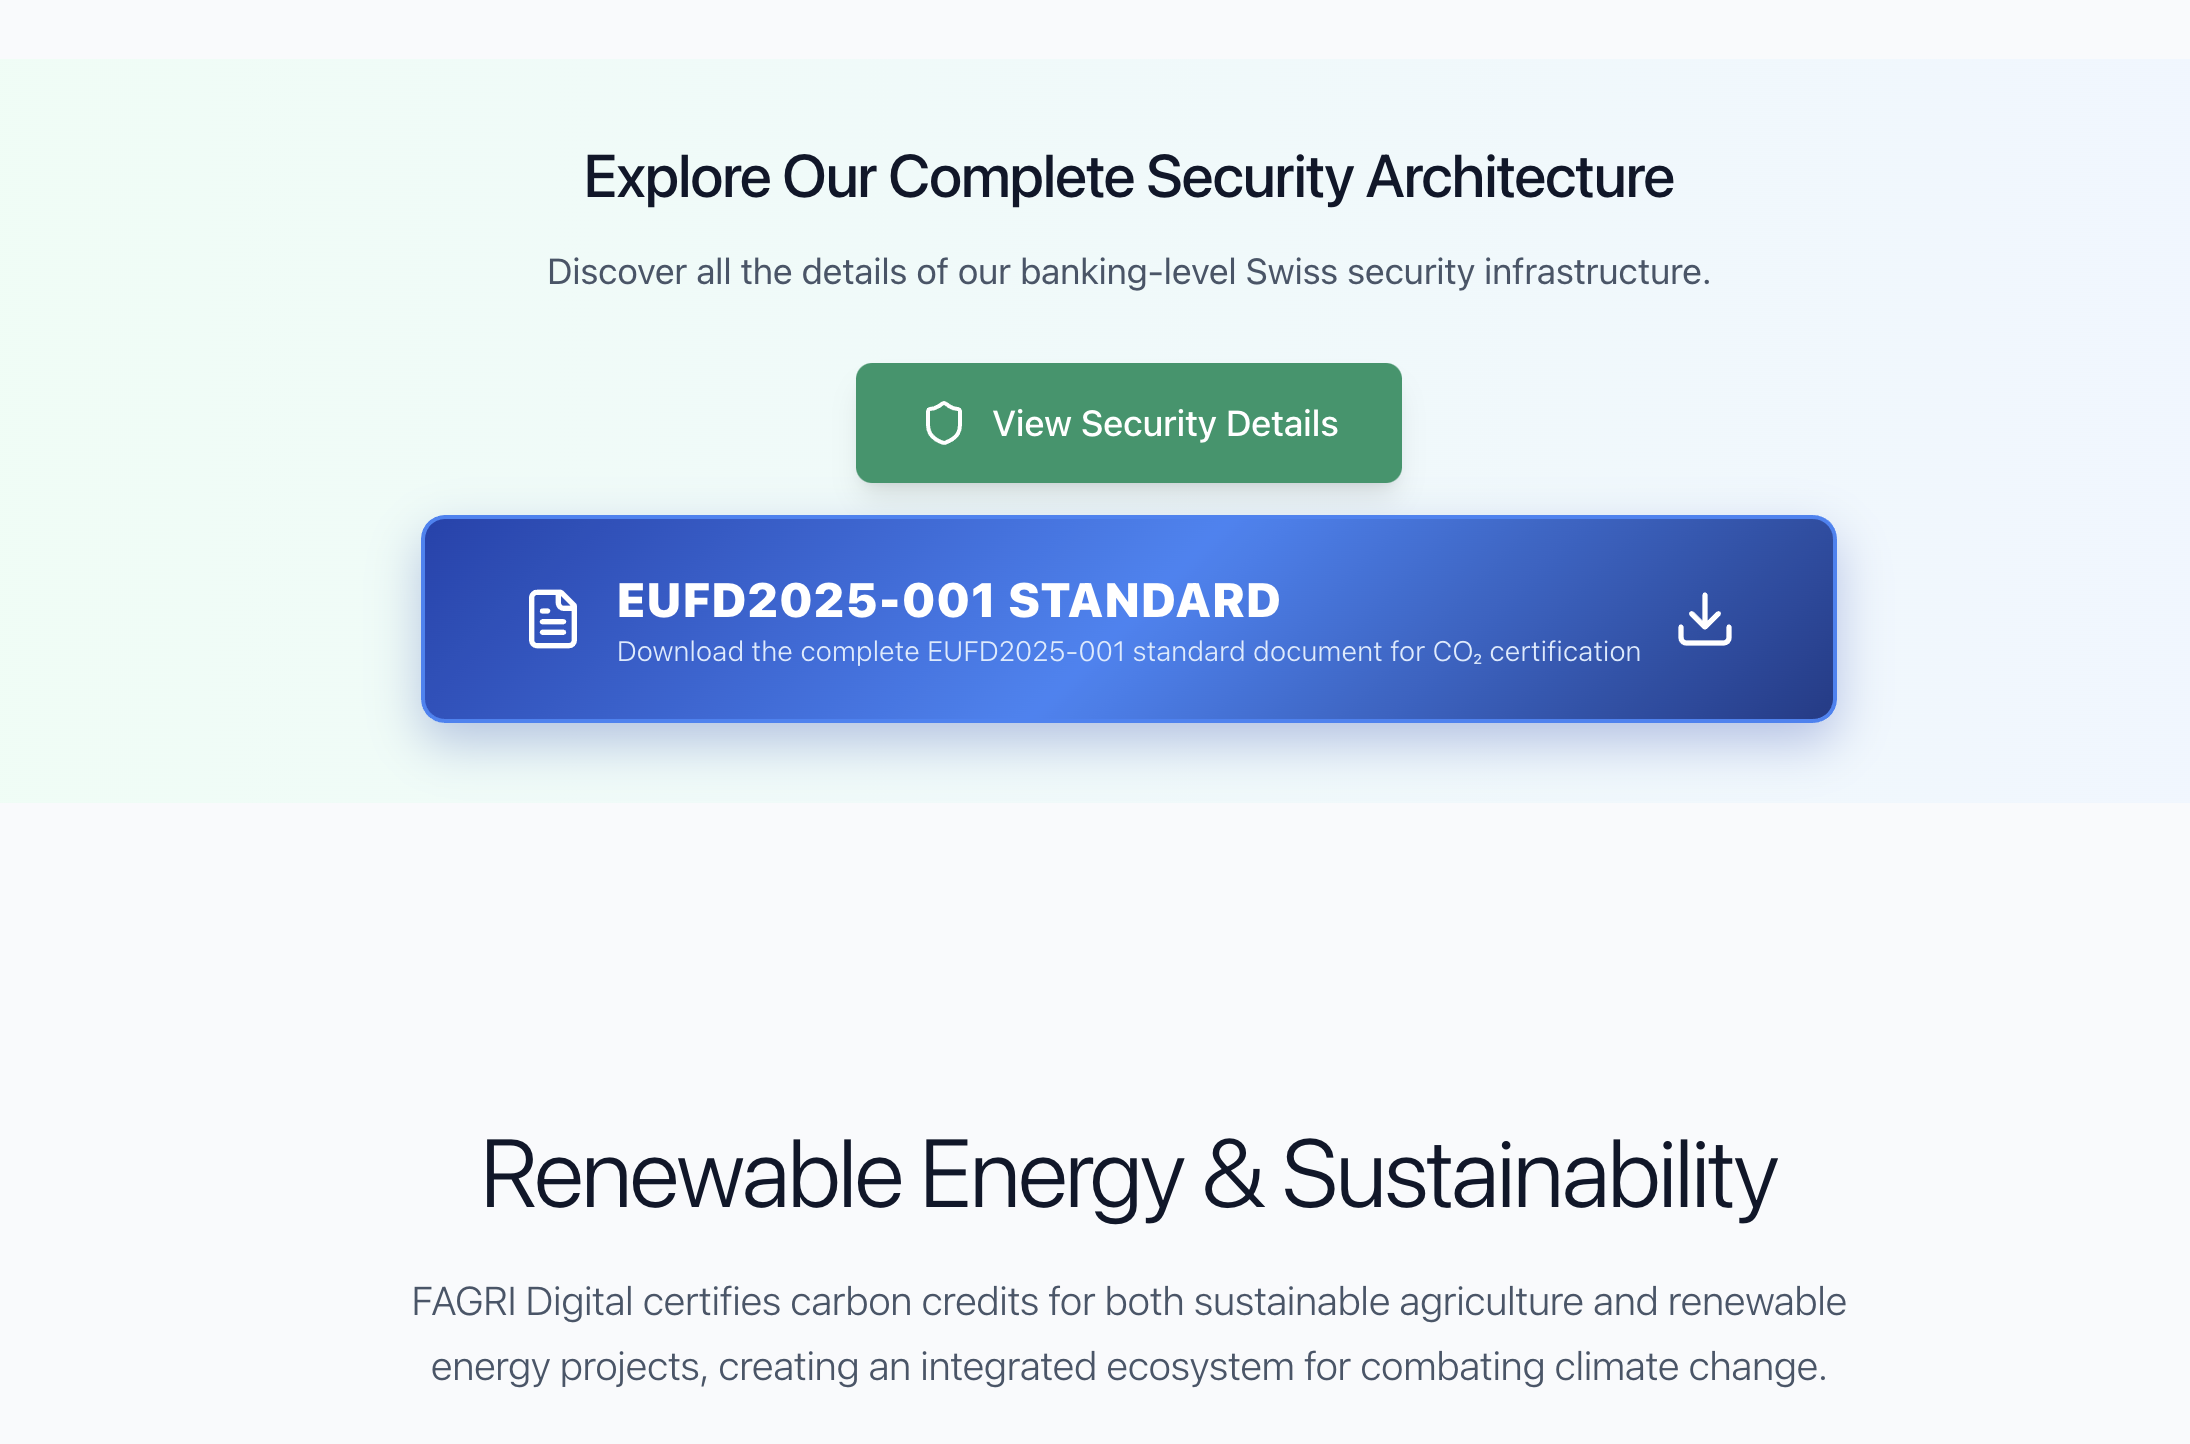 Explore Our Complete Security Architecture
Discover all the details of our banking-level Swiss security infrastructure.
View Security Details
EUFD2025-001 STANDARD
Download the complete EUFD2025-001 standard document for CO₂ certification
Renewable Energy & Sustainability
FAGRI Digital certifies carbon credits for both sustainable agriculture and renewable
energy projects, creating an integrated ecosystem for combating climate change.